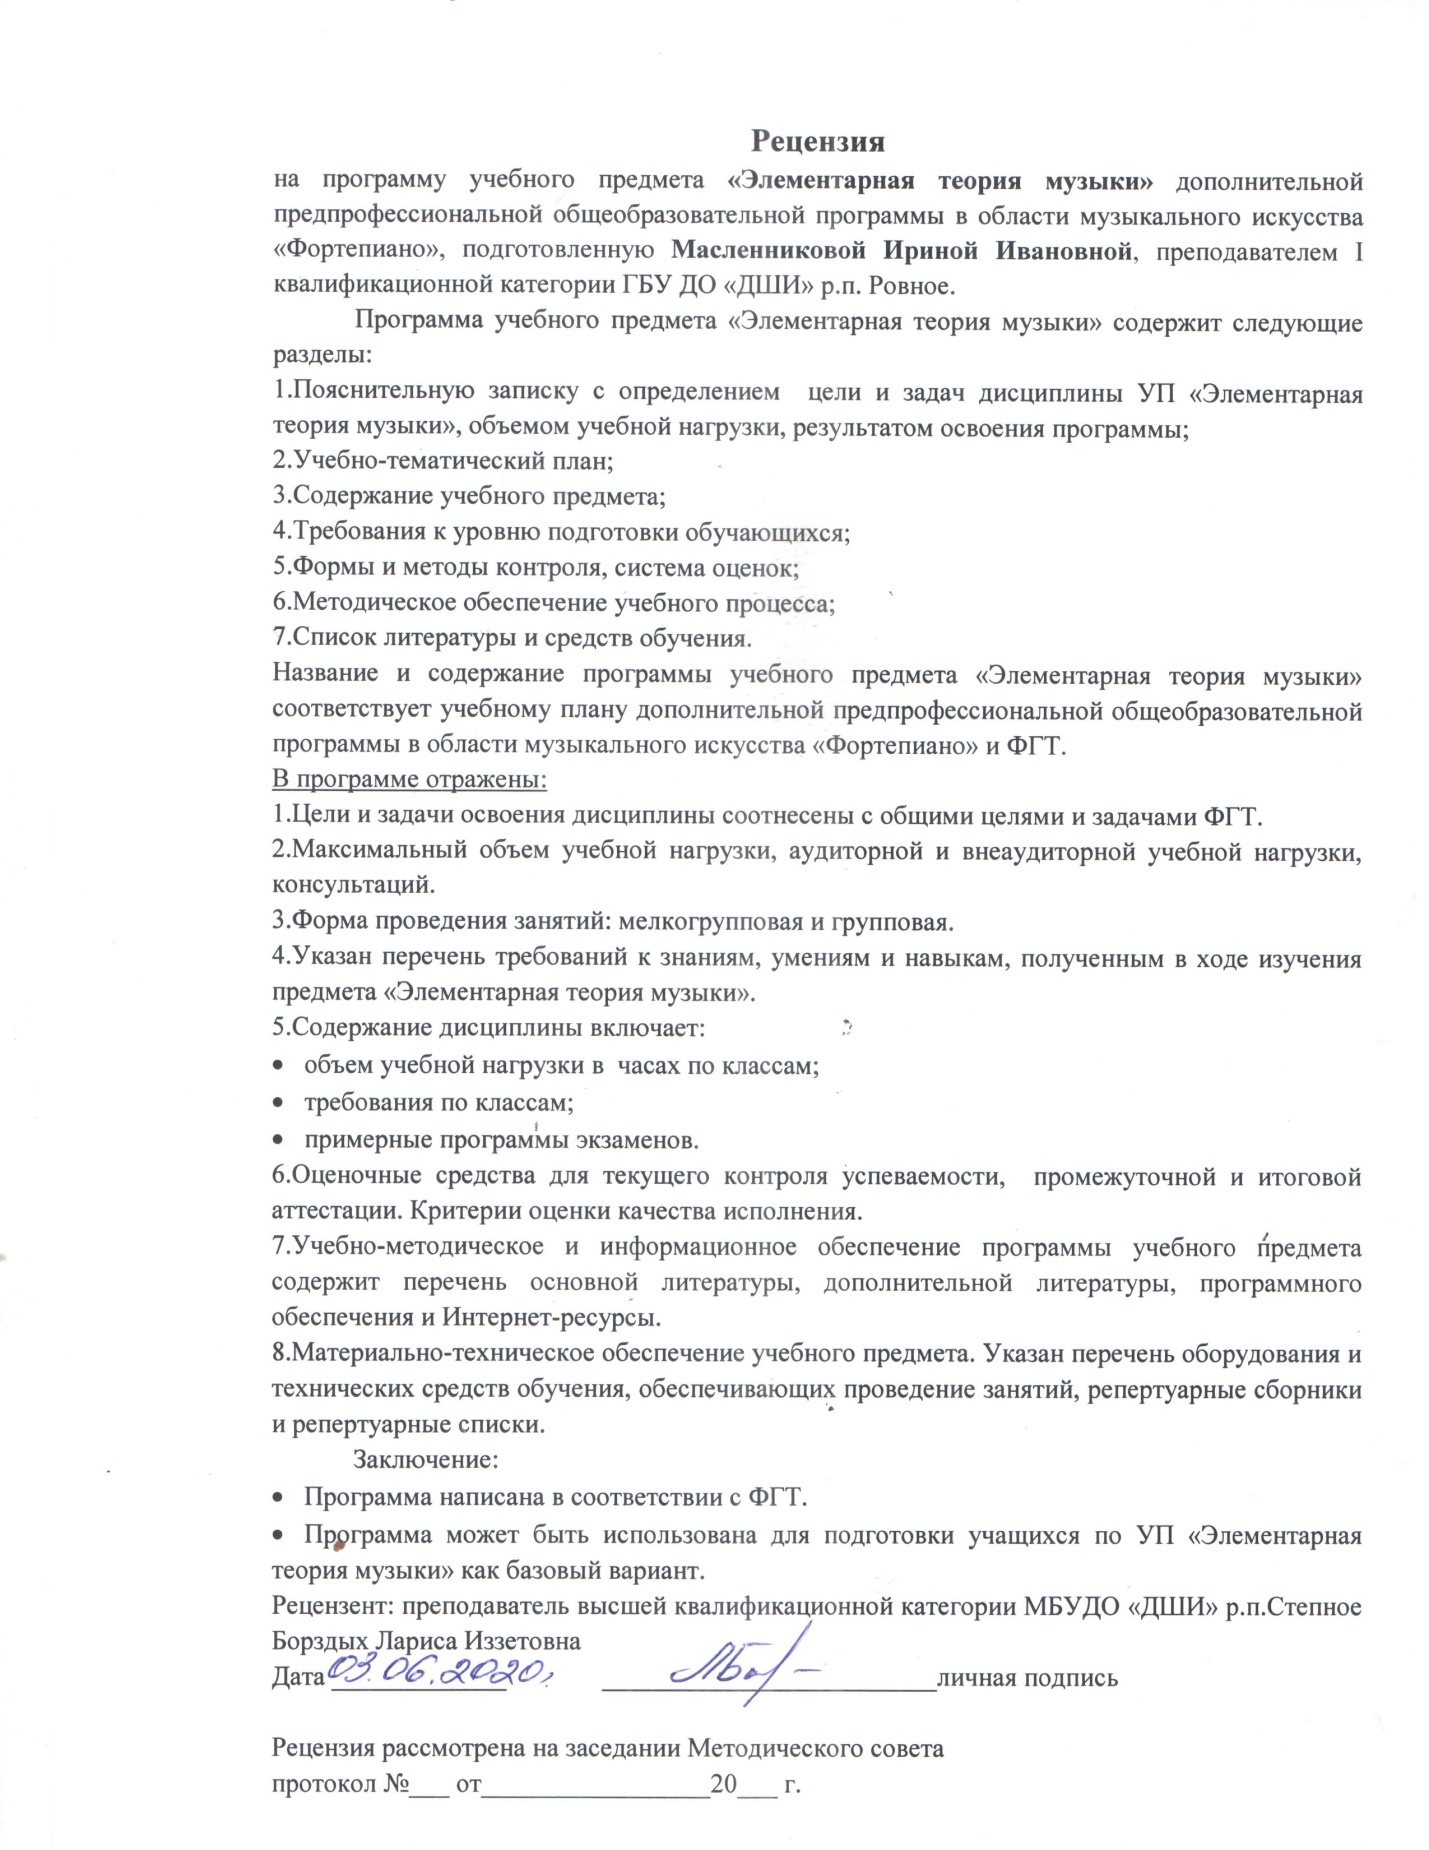 Рецензия
на программу учебного предмета «Элементарная теория музыки» дополнительной
предпрофессиональной общеобразовательной программы в области музыкального искусства
«Фортепиано», подготовленную Масленниковой Ириной Ивановной, преподавателем I
квалификационной категории ГБУ ДО «ДШИ» р.п. Ровное.
Программа учебного предмета «Элементарная теория музыки» содержит следующие
разделы:
1.Пояснительную записку с определением цели и задач дисциплины УП «Элементарная
теория музыки», объемом учебной нагрузки, результатом освоения программы;
2.Учебно-тематический план;
3.Содержание учебного предмета;
4.Требования к уровню подготовки обучающихся;
5.Формы и методы контроля, система оценок;
6.Методическое обеспечение учебного процесса;
7.Список литературы и средств обучения.
Название и содержание программы учебного предмета «Элементарная теория музыки»
соответствует учебному плану дополнительной предпрофессиональной общеобразовательной
программы в области музыкального искусства «Фортепиано» и ФГТ.
В программе отражены:
1.Цели и задачи освоения дисциплины соотнесены с общими целями и задачами ФГТ.
2.Максимальный объем учебной нагрузки, аудиторной и внеаудиторной учебной нагрузки,
консультаций.
3.Форма проведения занятий: мелкогрупповая и групповая.
4.Указан перечень требований к знаниям, умениям и навыкам, полученным в ходе изучения
предмета «Элементарная теория музыки».
5.Содержание дисциплины включает:
• объем учебной нагрузки в часах по классам;
• требования по классам;
• примерные программы экзаменов.
6.Оценочные средства для текущего контроля успеваемости, промежуточной и итоговой
аттестации. Критерии оценки качества исполнения.
7.Учебно-методическое и информационное обеспечение программы учебного предмета
содержит перечень основной литературы, дополнительной литературы, программного
обеспечения и Интернет-ресурсы.
8.Материально-техническое обеспечение учебного предмета. Указан перечень оборудования и
технических средств обучения, обеспечивающих проведение занятий, репертуарные сборники
и репертуарные списки.
Заключение:
• Программа написана в соответствии с ФГТ.
• Программа может быть использована для подготовки учащихся по УП «Элементарная
теория музыки» как базовый вариант.
Рецензент: преподаватель высшей квалификационной категории МБУДО «ДШИ» р.п.Степное
Борздых Лариса Иззетовна
Дата 03.06.2020г. личная подпись
Рецензия рассмотрена на заседании Методического совета
протокол №___ от_________________20___ г.